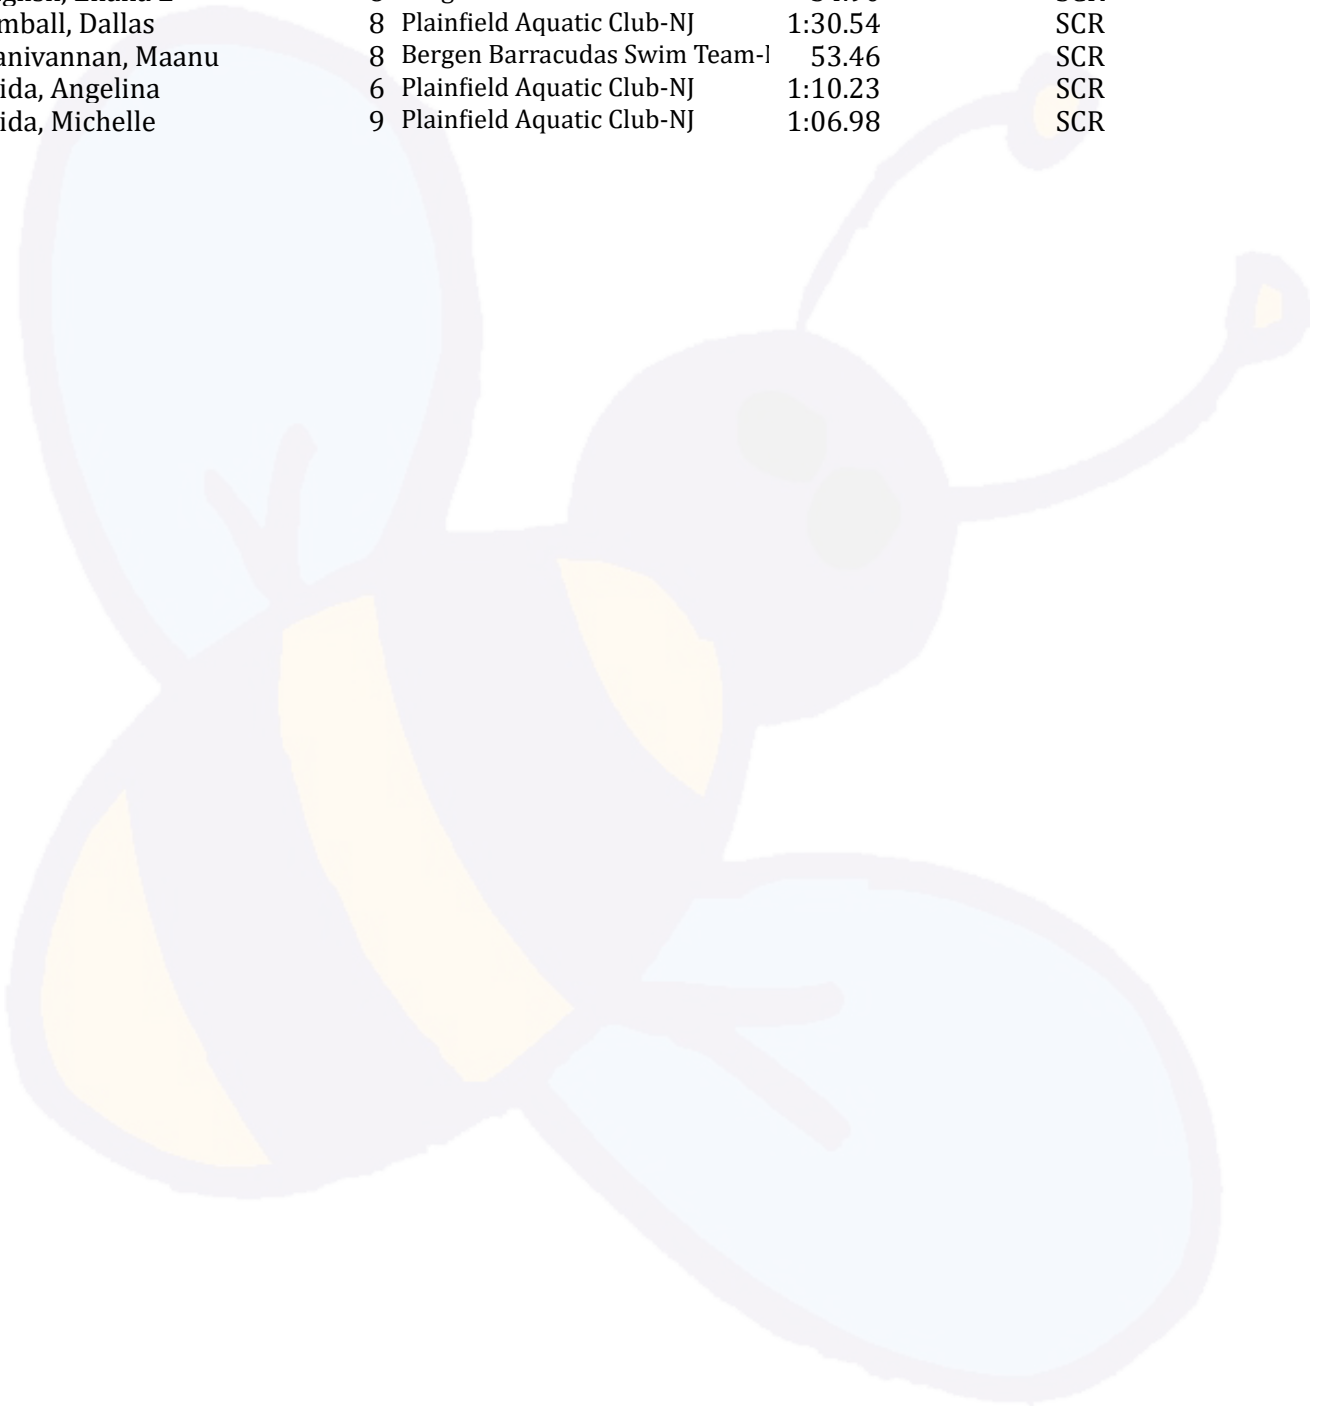 mball, Dallas 8 Plainfield Aquatic Club-NJ 1:30.54 SCR
anivannan, Maanu 8 Bergen Barracudas Swim Team- 53.46 SCR
ida, Angelina 6 Plainfield Aquatic Club-NJ 1:10.23 SCR
ida, Michelle 9 Plainfield Aquatic Club-NJ 1:06.98 SCR